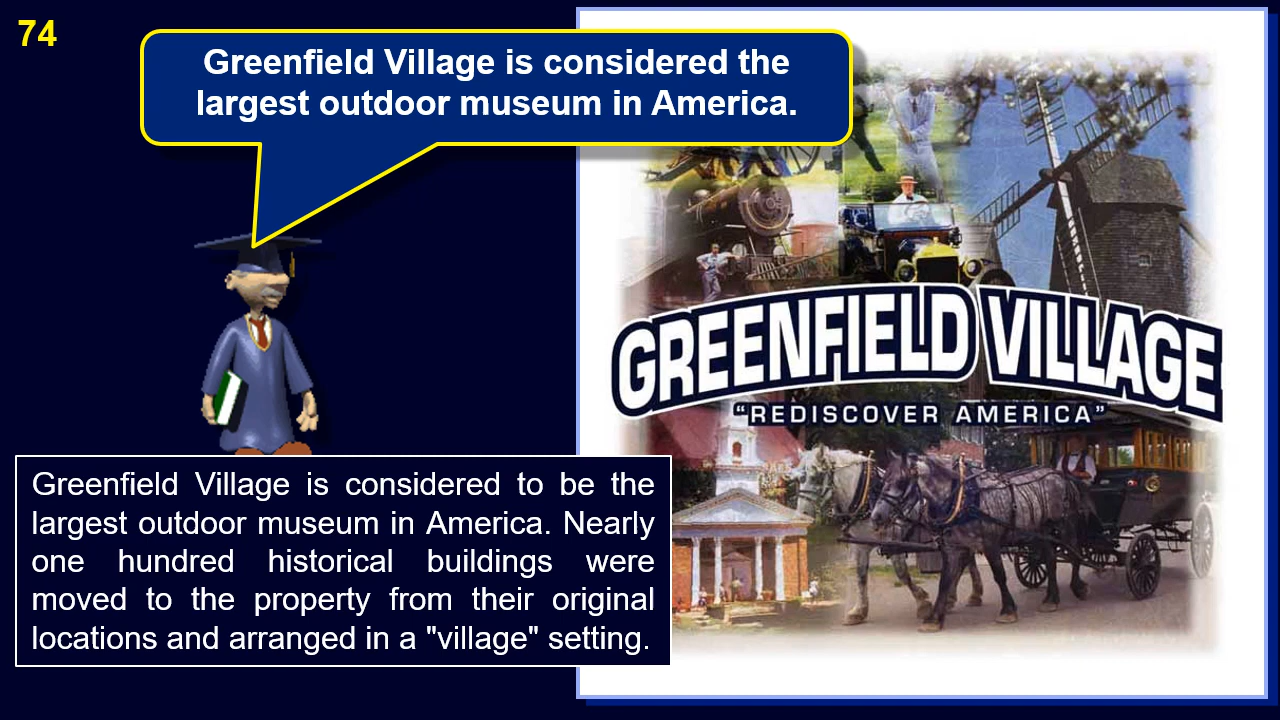 74
Greenfield Village is considered the
largest outdoor museum in America.
GREENFIELD VILLAGE
"REDISCOVER AMERICA"
Greenfield Village is considered to be the
largest outdoor museum in America. Nearly
one hundred historical buildings were
moved to the property from their original
locations and arranged in a "village" setting.